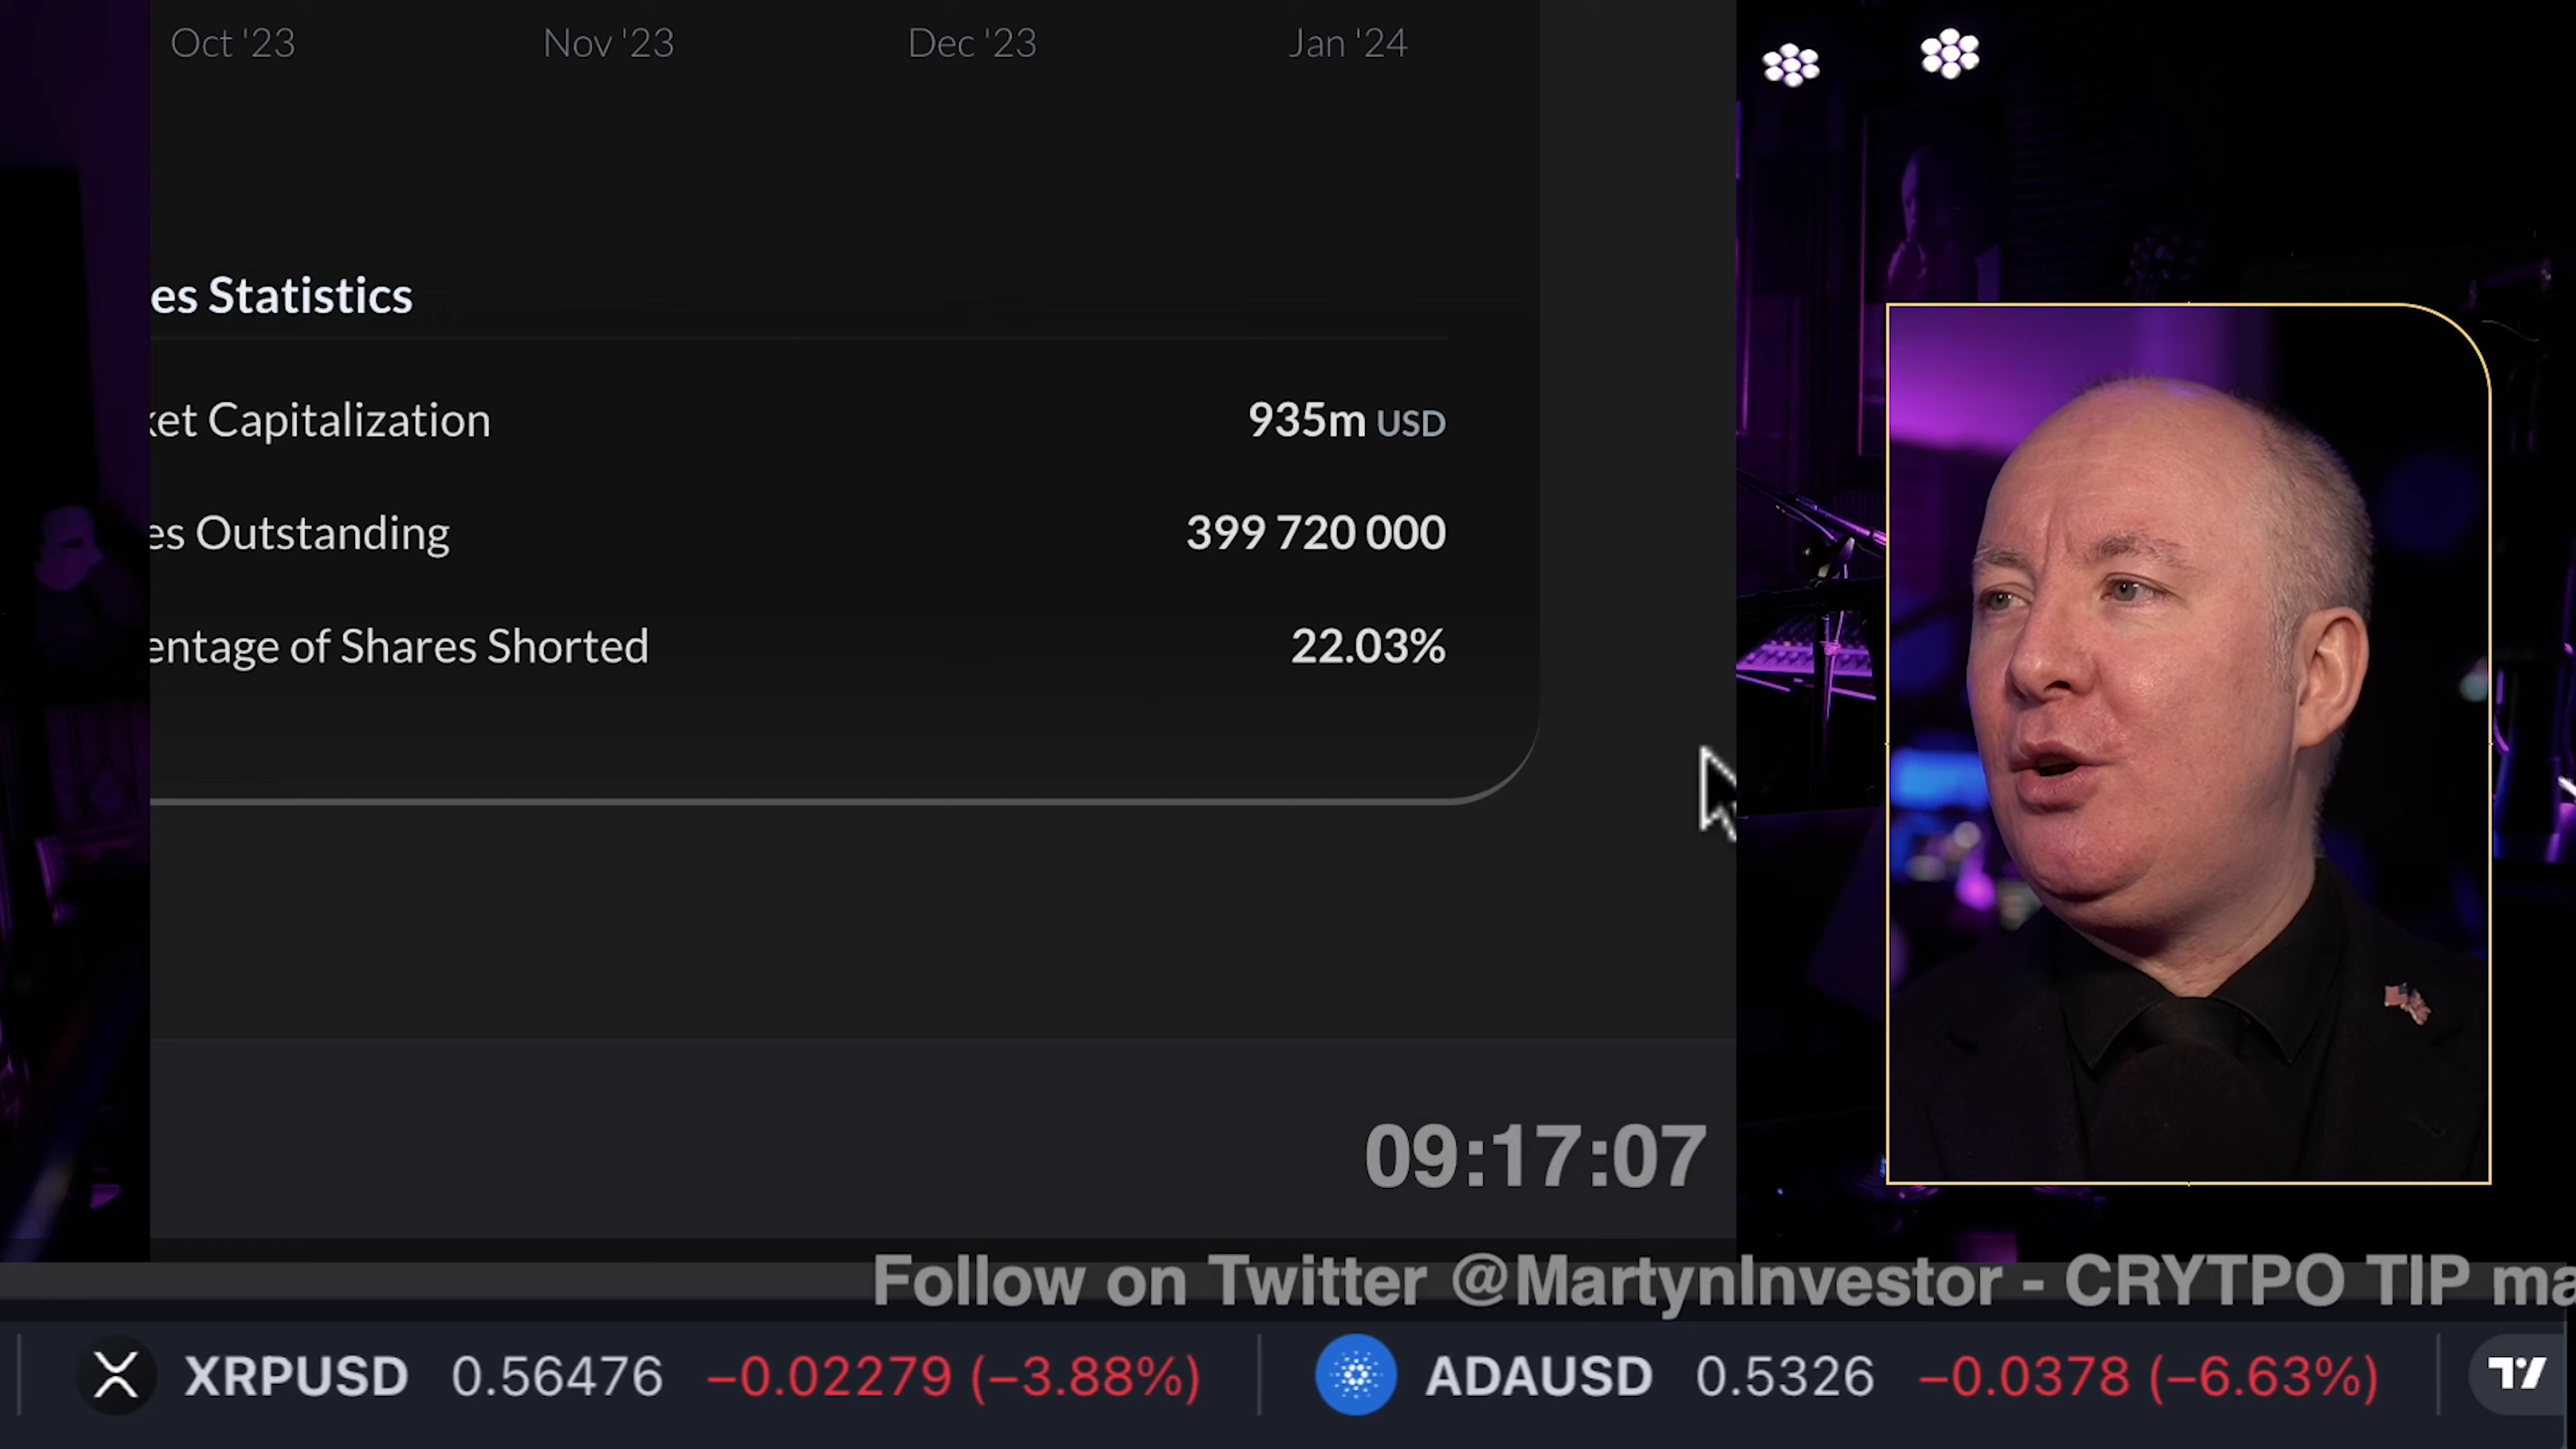 Oct '23 Nov '23 Dec '23 Jan '24
es Statistics
ket Capitalization 935m USD
es Outstanding 399 720 000
entage of Shares Shorted 22.03%
09:17:07
Follow on Twitter @MartynInvestor - CRYTPO TIP ma
XRPUSD 0.56476 −0.02279 (−3.88%) ADAUSD 0.5326 −0.0378 (−6.63%)